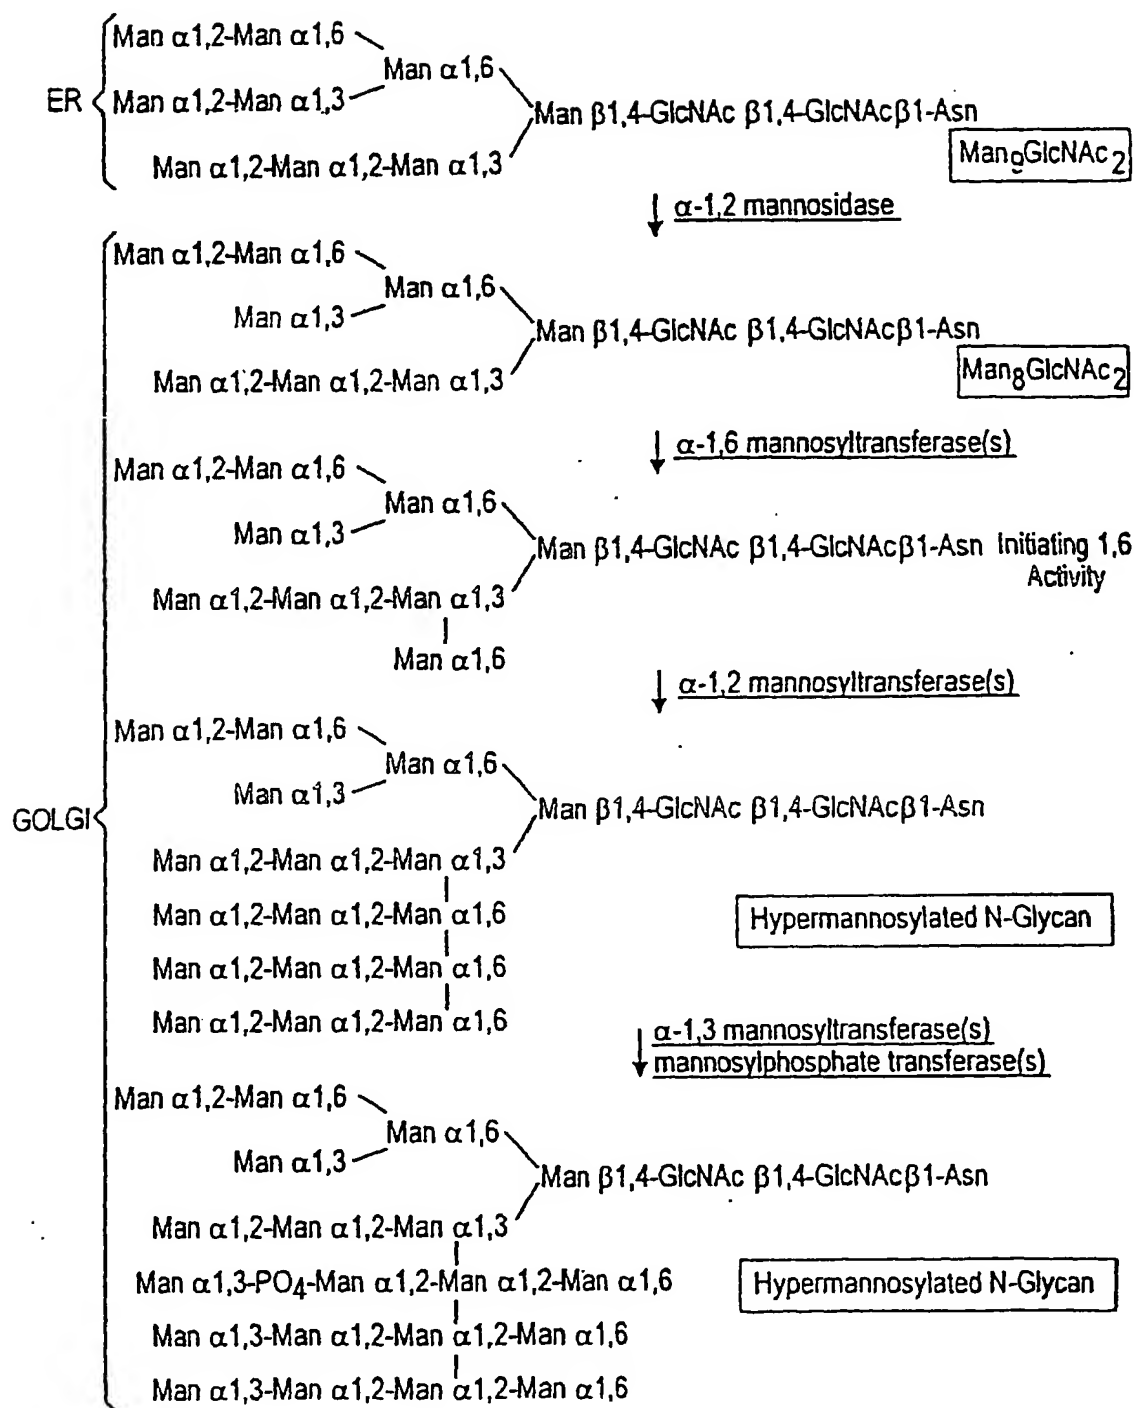 Man α1,2-Man α1,6
Man α1,6
ER
Man α1,2-Man α1,3
Man β1,4-GlcNAc β1,4-GlcNAcβ1-Asn
Man α1,2-Man α1,2-Man α1,3
Man9GlcNAc2
α-1,2 mannosidase
Man α1,2-Man α1,6
Man α1,6
Man α1,3
Man β1,4-GlcNAc β1,4-GlcNAcβ1-Asn
Man α1,2-Man α1,2-Man α1,3
Man8GlcNAc2
α-1,6 mannosyltransferase(s)
Man α1,2-Man α1,6
Man α1,6
Man α1,3
Man β1,4-GlcNAc β1,4-GlcNAcβ1-Asn Initiating 1,6
Activity
Man α1,2-Man α1,2-Man α1,3
Man α1,6
α-1,2 mannosyltransferase(s)
Man α1,2-Man α1,6
Man α1,6
Man α1,3
GOLGI
Man β1,4-GlcNAc β1,4-GlcNAcβ1-Asn
Man α1,2-Man α1,2-Man α1,3
Man α1,2-Man α1,2-Man α1,6
Hypermannosylated N-Glycan
Man α1,2-Man α1,2-Man α1,6
Man α1,2-Man α1,2-Man α1,6
α-1,3 mannosyltransferase(s)
mannosylphosphate transferase(s)
Man α1,2-Man α1,6
Man α1,6
Man α1,3
Man β1,4-GlcNAc β1,4-GlcNAcβ1-Asn
Man α1,2-Man α1,2-Man α1,3
Man α1,3-PO4-Man α1,2-Man α1,2-Man α1,6
Hypermannosylated N-Glycan
Man α1,3-Man α1,2-Man α1,2-Man α1,6
Man α1,3-Man α1,2-Man α1,2-Man α1,6